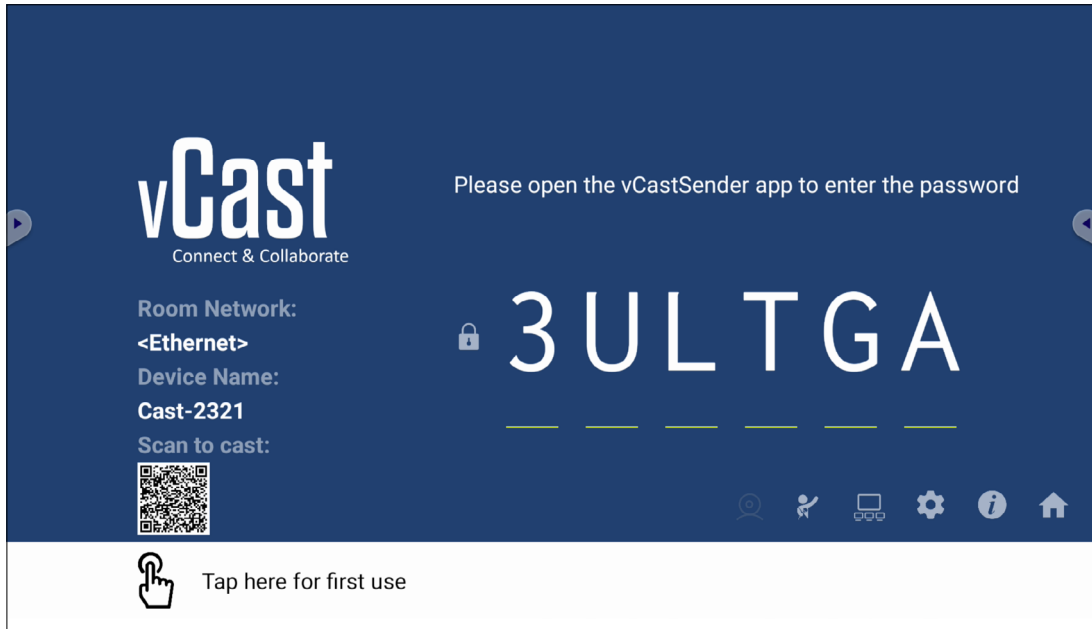 vCast
Connect & Collaborate
Please open the vCastSender app to enter the password
Room Network:
<Ethernet>
Device Name:
Cast-2321
Scan to cast:
3ULTGA
Tap here for first use